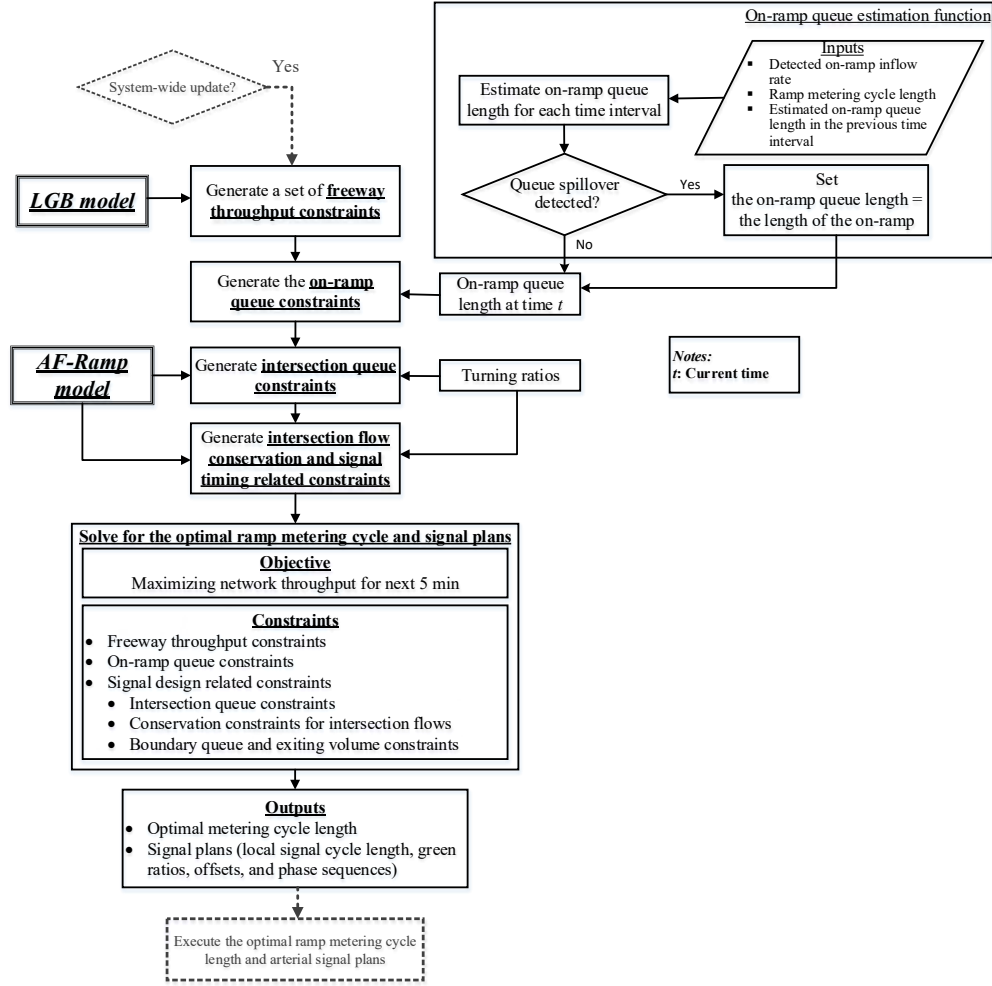 On-ramp queue estimation function
Inputs
▪ Detected on-ramp inflow
rate
▪ Ramp metering cycle length
▪ Estimated on-ramp queue
length in the previous time
interval
Estimate on-ramp queue
length for each time interval
Queue spillover
detected?
Yes
Set
the on-ramp queue length =
the length of the on-ramp
No
System-wide update?
Yes
LGB model
Generate a set of freeway
throughput constraints
Generate the on-ramp
queue constraints
On-ramp queue
length at time t
AF-Ramp
model
Generate intersection queue
constraints
Turning ratios
Notes:
t: Current time
Generate intersection flow
conservation and signal
timing related constraints
Solve for the optimal ramp metering cycle and signal plans
Objective
Maximizing network throughput for next 5 min
Constraints
• Freeway throughput constraints
• On-ramp queue constraints
• Signal design related constraints
• Intersection queue constraints
• Conservation constraints for intersection flows
• Boundary queue and exiting volume constraints
Outputs
• Optimal metering cycle length
• Signal plans (local signal cycle length, green
ratios, offsets, and phase sequences)
Execute the optimal ramp metering cycle
length and arterial signal plans